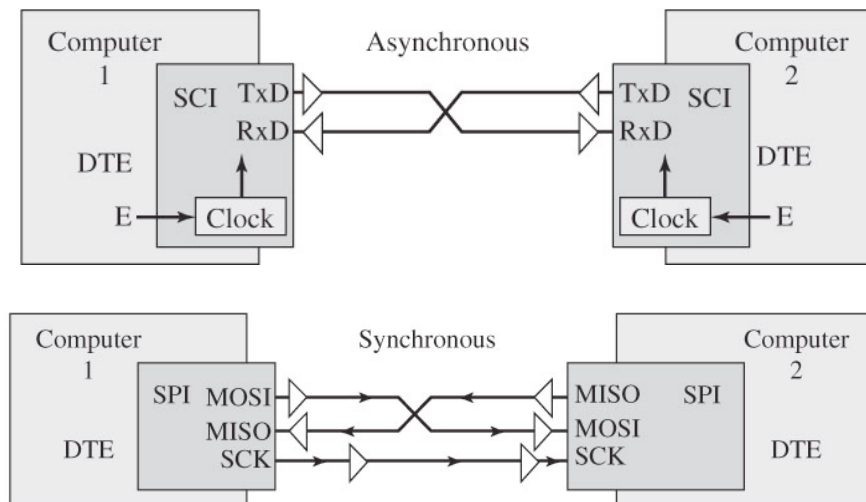 Computer
1
Asynchronous
Computer
2
SCI
TxD
RxD
DTE
E
Clock
TxD
SCI
RxD
DTE
Clock
E
Computer
1
Synchronous
Computer
2
SPI
MOSI
MISO
SCK
DTE
MISO
SPI
MOSI
SCK
DTE